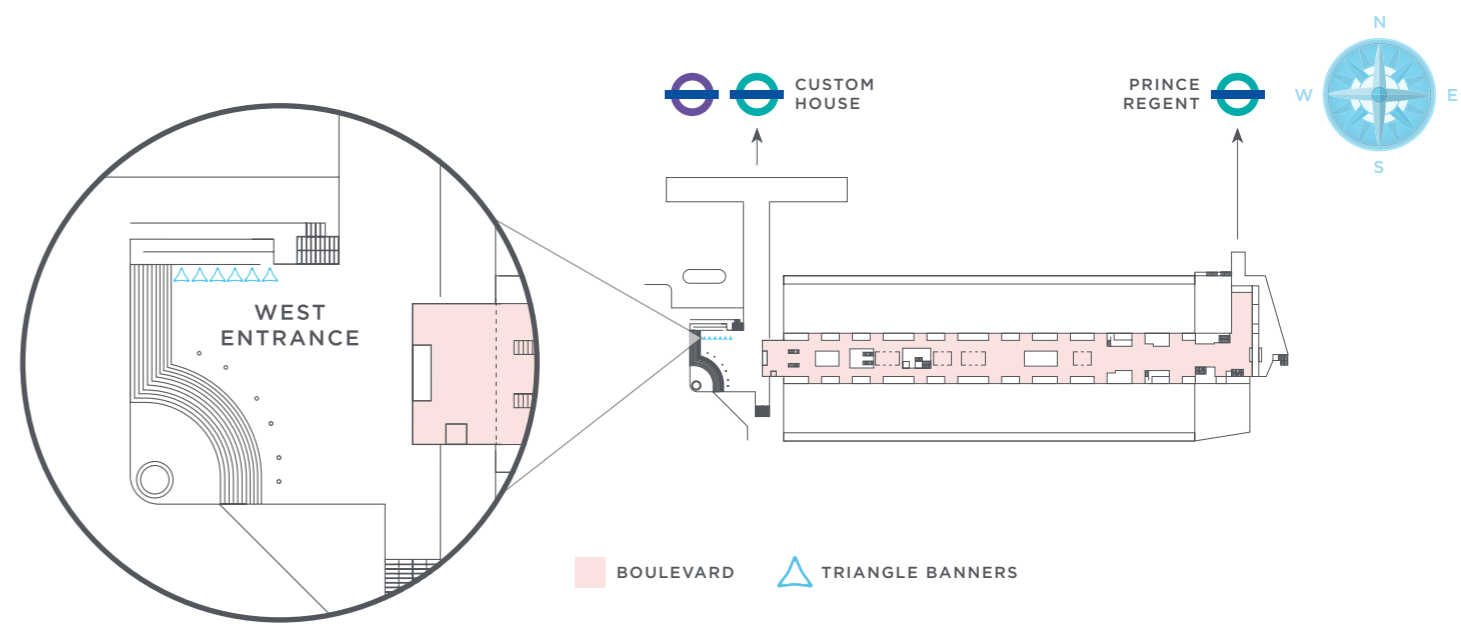 N
CUSTOM
HOUSE
PRINCE
REGENT
W
E
S
WEST
ENTRANCE
BOULEVARD
TRIANGLE BANNERS